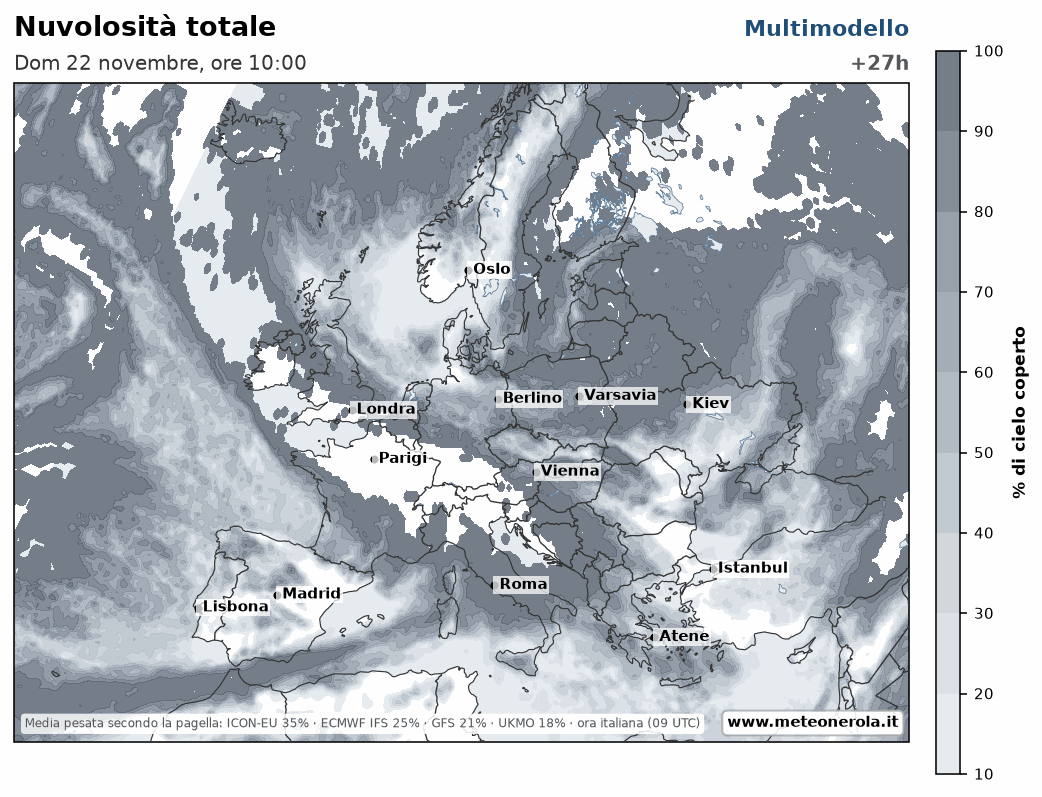 Nuvolosità totale
Multimodello
Dom 22 novembre, ore 10:00
+27h
100
90
80
70
60
50
40
30
20
10
% di cielo coperto
Oslo
Londra
Berlino
Varsavia
Kiev
Parigi
Vienna
Istanbul
Roma
Madrid
Lisbona
Atene
Media pesata secondo la pagella: ICON-EU 35% · ECMWF IFS 25% · GFS 21% · UKMO 18% · ora italiana (09 UTC)
www.meteonerola.it